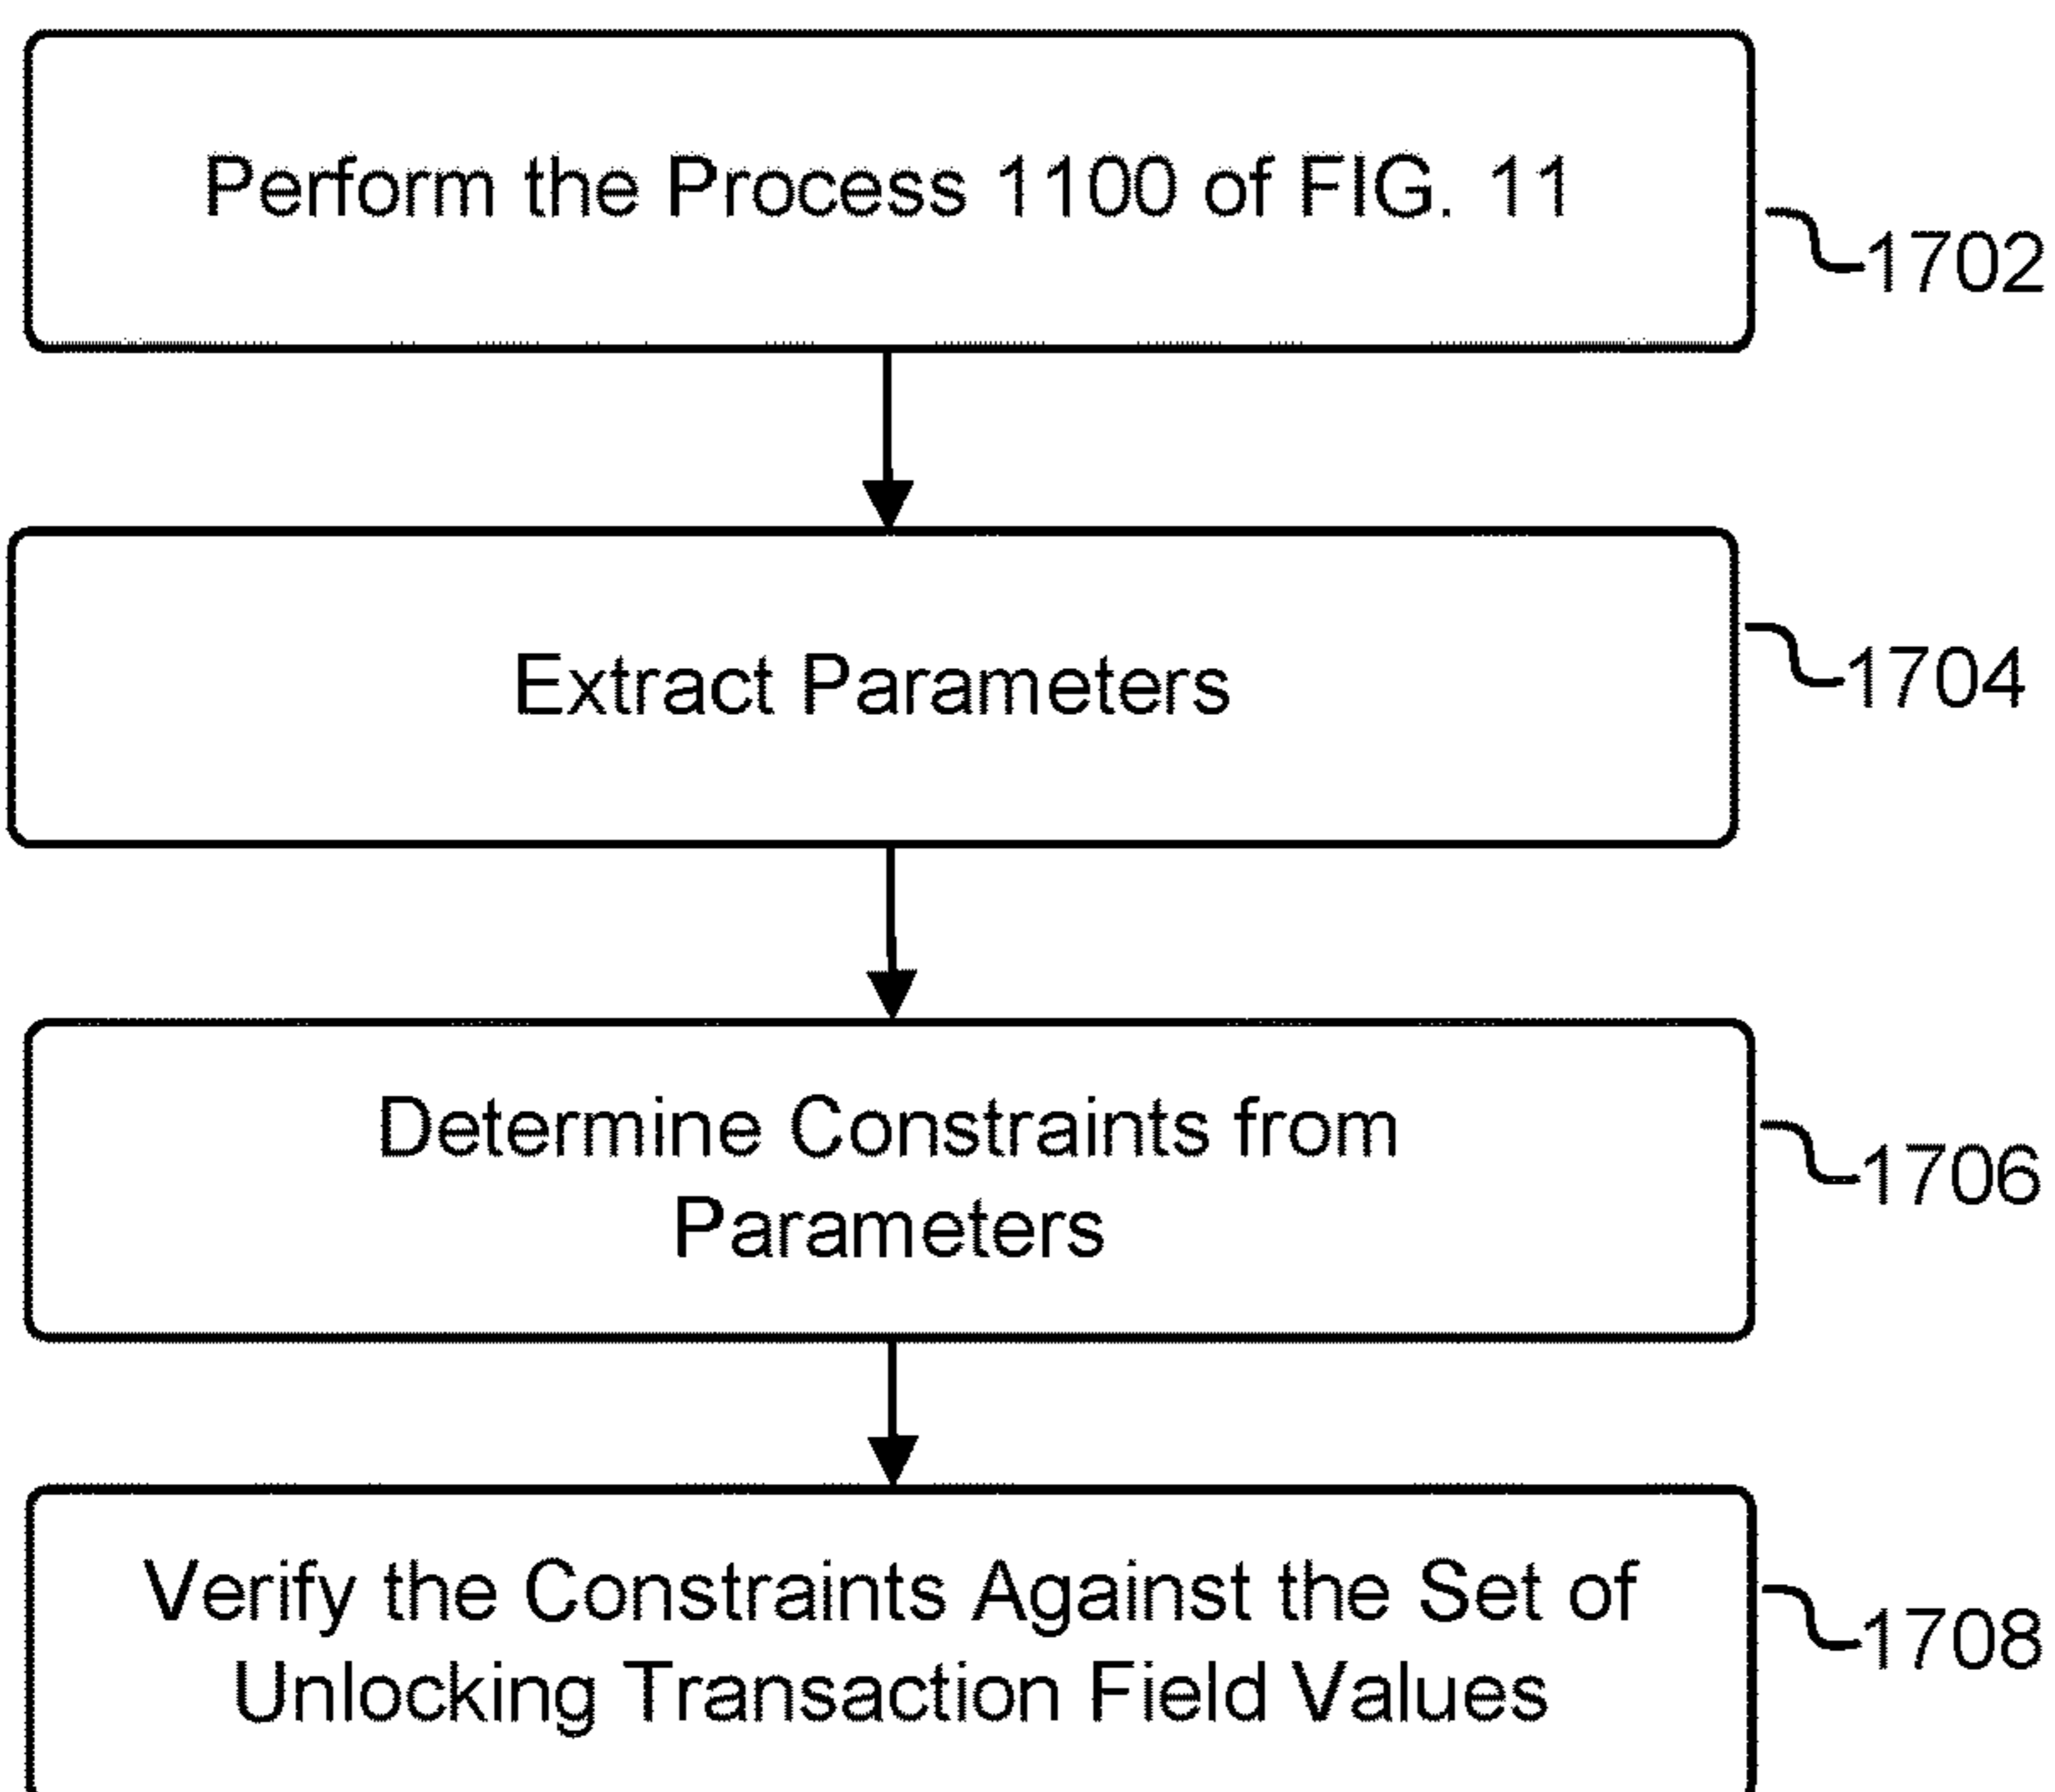 Perform the Process 1100 of FIG. 11
1702
Extract Parameters
1704
Determine Constraints from
Parameters
1706
Verify the Constraints Against the Set of
Unlocking Transaction Field Values
1708